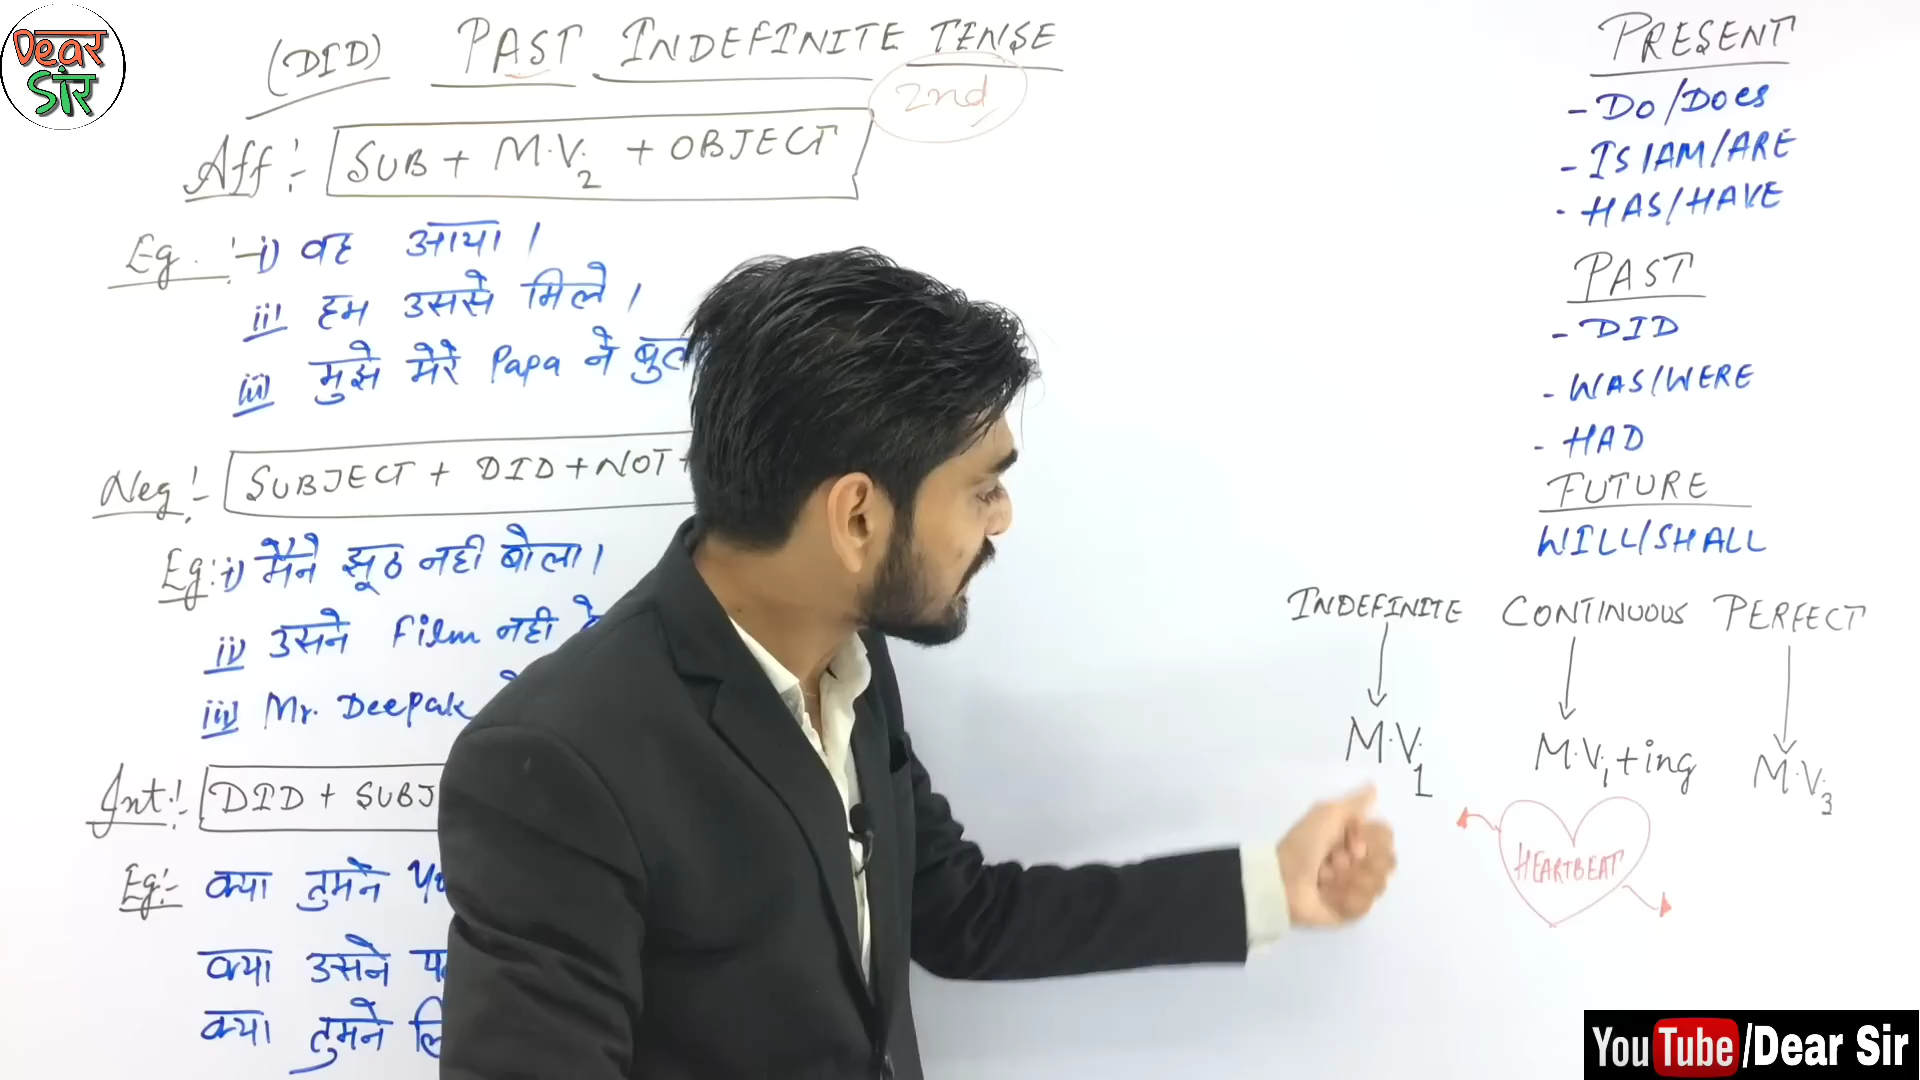 Dear Sir
(DID) PAST INDEFINITE TENSE
2nd
Aff:- SUB + M.V.2 + OBJECT
Eg. :- i) वह आया।
ii) हम उससे मिले।
iii) मुझे मेरे Papa ने
Neg:- SUBJECT + DID + NOT +
Eg:- i) मैंने झूठ नही बोला।
ii) उसने Film नही
iii) Mr. Deepak
Int:- DID + SUBJ
Eg:- क्या तुमने
क्या उसने
क्या तुमने
PRESENT
- DO/DOES
- IS/AM/ARE
- HAS/HAVE
PAST
- DID
- WAS/WERE
- HAD
FUTURE
WILL/SHALL
INDEFINITE CONTINUOUS PERFECT
M.V.1 M.V.1+ing M.V.3
HEARTBEAT
YouTube/Dear Sir